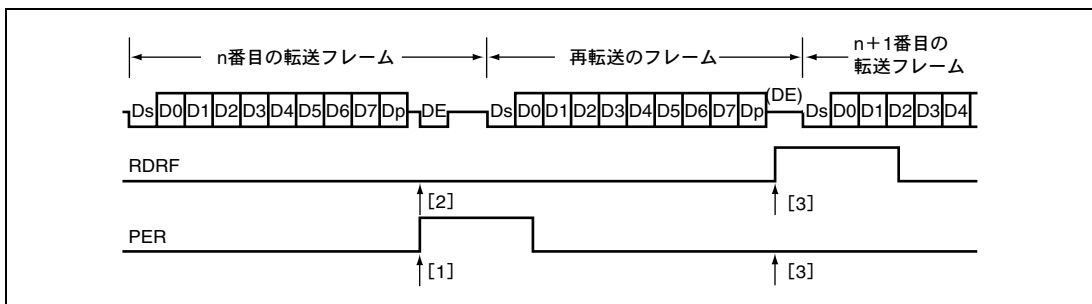 n番目の転送フレーム
再転送のフレーム
n+1番目の
転送フレーム
Ds D0 D1 D2 D3 D4 D5 D6 D7 Dp DE
Ds D0 D1 D2 D3 D4 D5 D6 D7 Dp (DE)
Ds D0 D1 D2 D3 D4
RDRF
[2]
[3]
PER
[1]
[3]